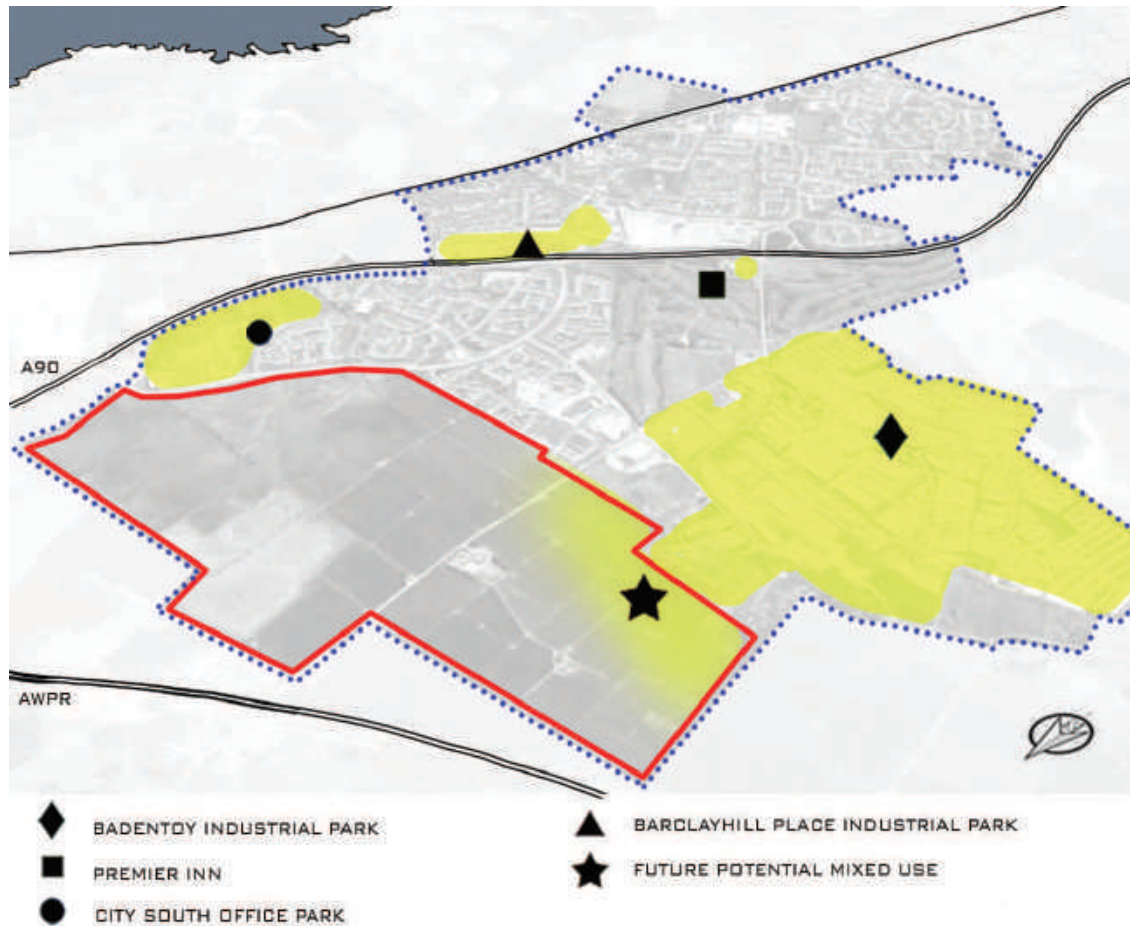 A90
AWPR
BADENTOY INDUSTRIAL PARK
PREMIER INN
CITY SOUTH OFFICE PARK
BARCLAYHILL PLACE INDUSTRIAL PARK
FUTURE POTENTIAL MIXED USE